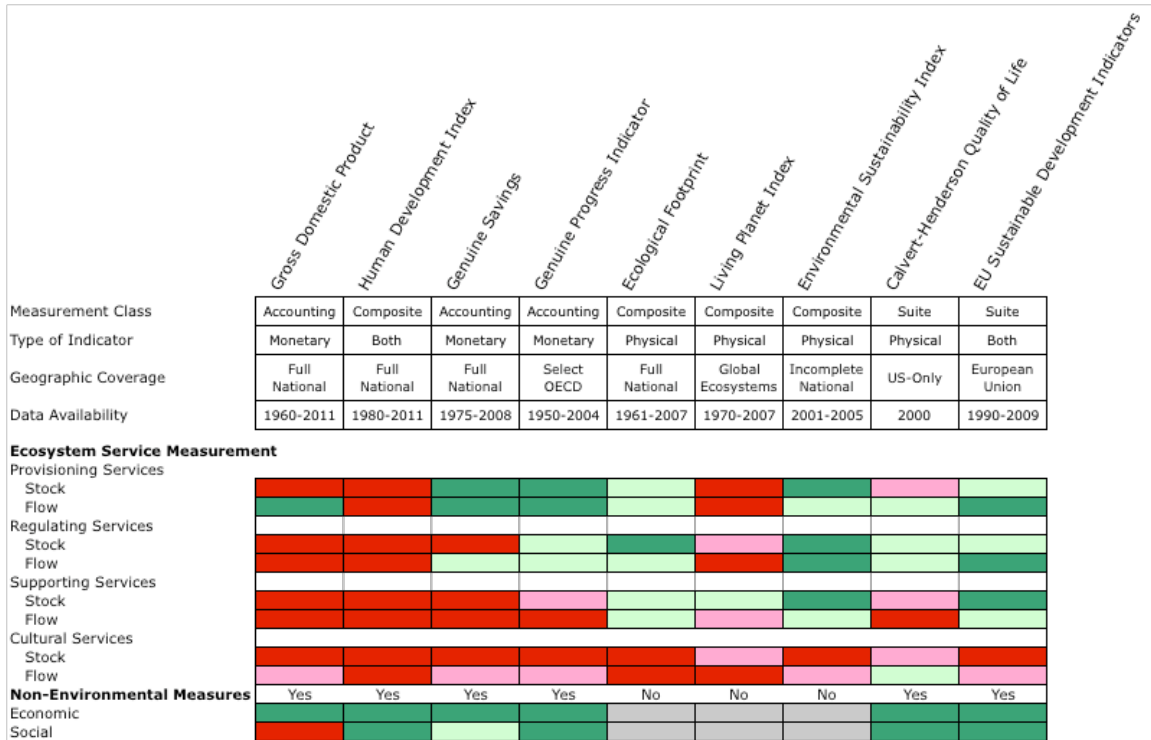 Gross Domestic Product
Human Development Index
Genuine Savings
Genuine Progress Indicator
Ecological Footprint
Living Planet Index
Environmental Sustainability Index
Calvert-Henderson Quality of Life
EU Sustainable Development Indicators
Measurement Class Accounting Composite Accounting Accounting Composite Composite Composite Suite Suite
Type of Indicator Monetary Both Monetary Monetary Physical Physical Physical Physical Both
Geographic Coverage Full National Full National Full National Select OECD Full National Global Ecosystems Incomplete National US-Only European Union
Data Availability 1960-2011 1980-2011 1975-2008 1950-2004 1961-2007 1970-2007 2001-2005 2000 1990-2009
Ecosystem Service Measurement
Provisioning Services
Stock
Flow
Regulating Services
Stock
Flow
Supporting Services
Stock
Flow
Cultural Services
Stock
Flow
Non-Environmental Measures Yes Yes Yes Yes No No No Yes Yes
Economic
Social